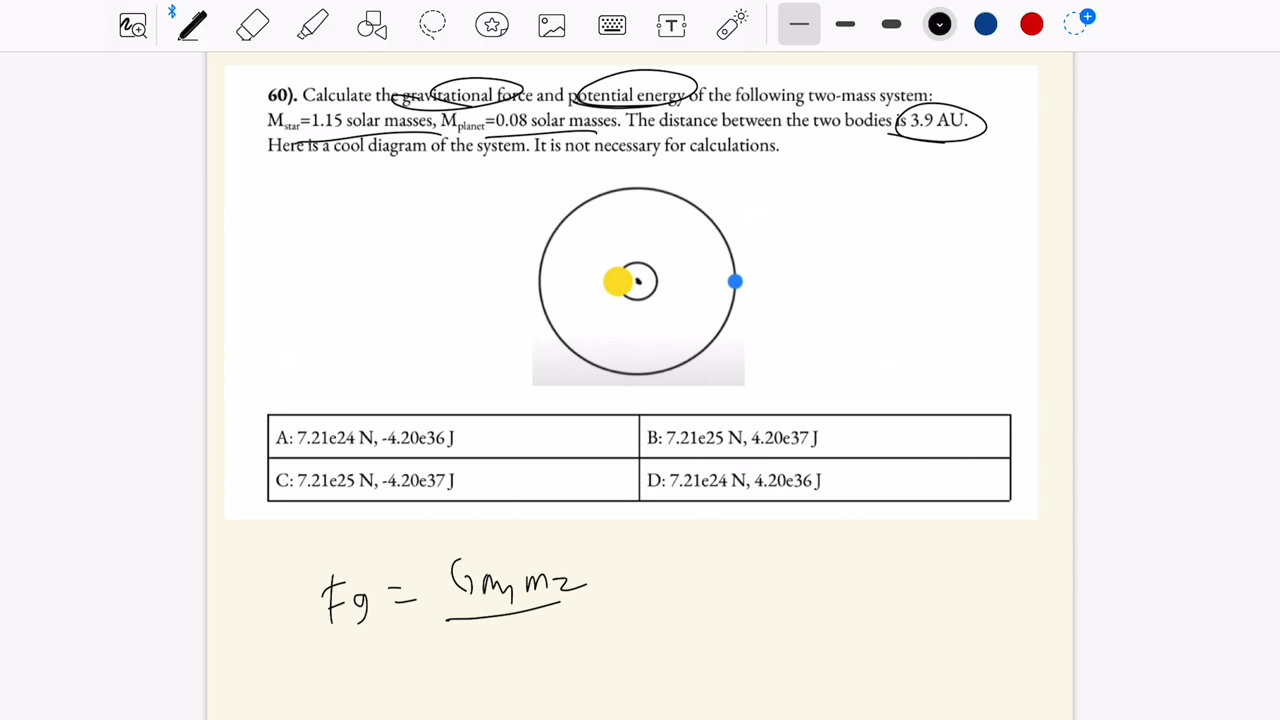 T
60). Calculate the gravitational force and potential energy of the following two-mass system:
Mstar=1.15 solar masses, Mplanet=0.08 solar masses. The distance between the two bodies is 3.9 AU.
Here is a cool diagram of the system. It is not necessary for calculations.
A: 7.21e24 N, -4.20e36 J
B: 7.21e25 N, 4.20e37 J
C: 7.21e25 N, -4.20e37 J
D: 7.21e24 N, 4.20e36 J
Fg = Gm1m2